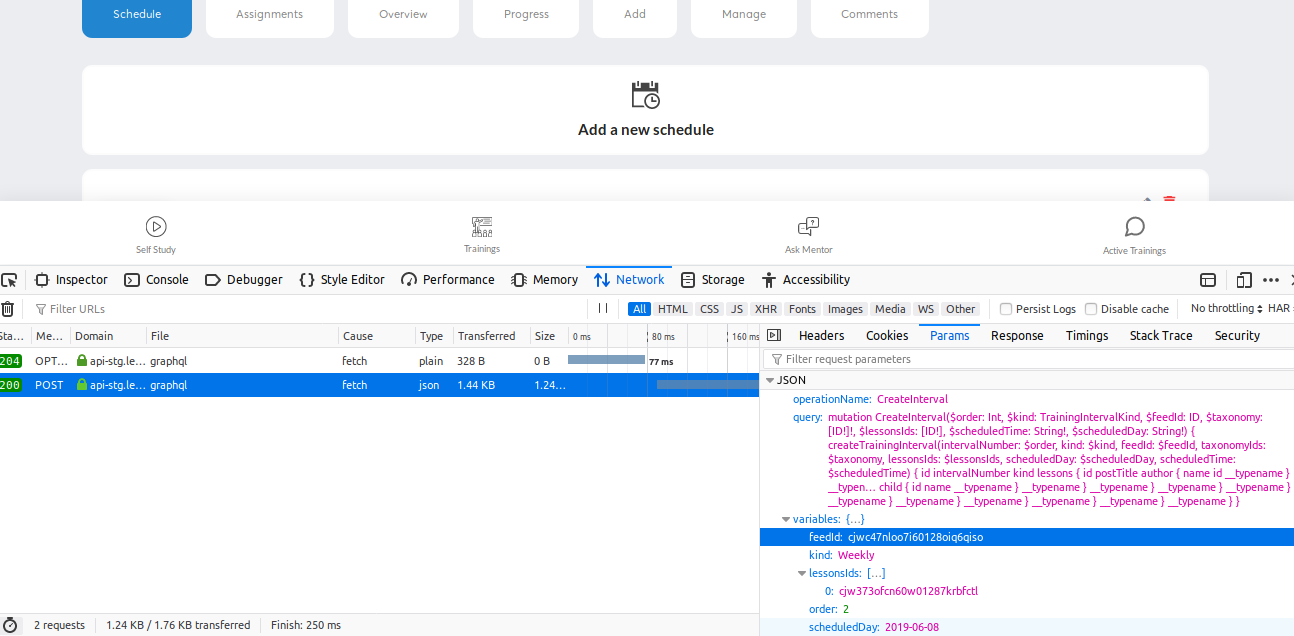 Schedule Assignments Overview Progress Add Manage Comments
Add a new schedule
Self Study Trainings Ask Mentor Active Trainings
Inspector Console Debugger {} Style Editor Performance Memory Network Storage Accessibility
Filter URLs All HTML CSS JS XHR Fonts Images Media WS Other Persist Logs Disable cache No throttling HAR
Sta... Me... Domain File Cause Type Transferred Size 0 ms 80 ms 160 ms
Headers Cookies Params Response Timings Stack Trace Security
204 OPT... api-stg.le... graphql fetch plain 328 B 0 B 77 ms
200 POST api-stg.le... graphql fetch json 1.44 KB 1.24...
Filter request parameters
JSON
operationName: CreateInterval
query: mutation CreateInterval($order: Int, $kind: TrainingIntervalKind, $feedId: ID, $taxonomy:
[ID!]!, $lessonsIds: [ID!], $scheduledTime: String!, $scheduledDay: String!) {
createTrainingInterval(intervalNumber: $order, kind: $kind, feedId: $feedId, taxonomyIds:
$taxonomy, lessonsIds: $lessonsIds, scheduledDay: $scheduledDay, scheduledTime:
$scheduledTime) { id intervalNumber kind lessons { id postTitle author { name id __typename }
__typen... child { id name __typename } __typename } __typename } __typename } __typename }
__typename } __typename } __typename } __typename } __typename } __typename } }
variables: {...}
feedId: cjwc47nloo7i60128oiq6qiso
kind: Weekly
lessonsIds: [...]
0: cjw373ofcn60w01287krbfctl
order: 2
scheduledDay: 2019-06-08
2 requests 1.24 KB / 1.76 KB transferred Finish: 250 ms